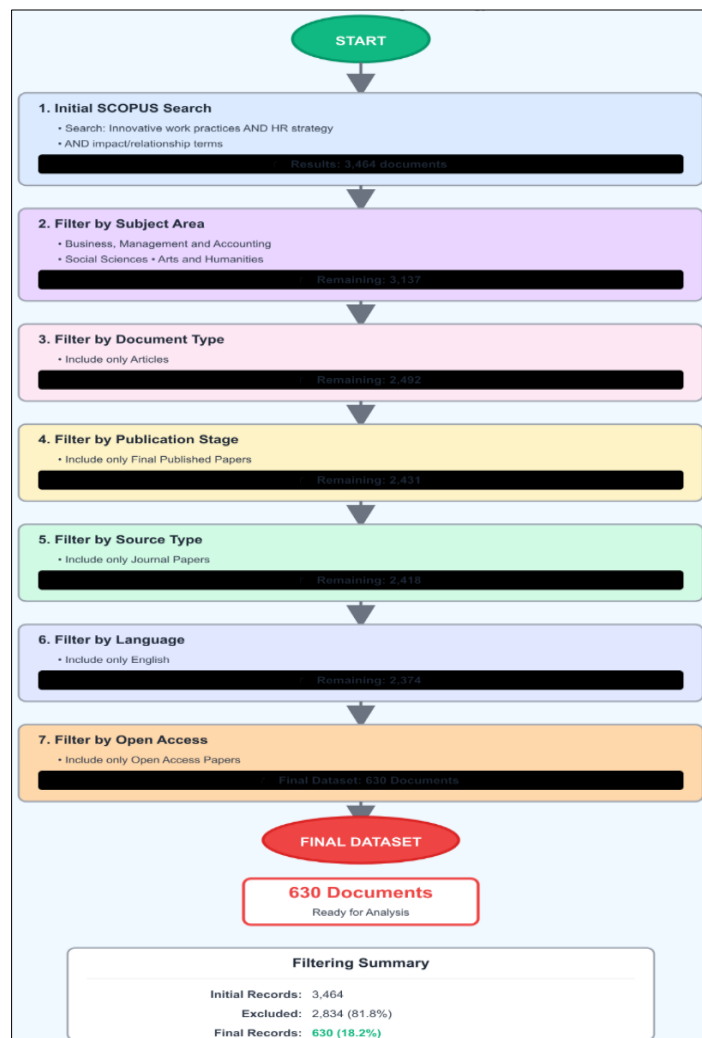 START
1. Initial SCOPUS Search
• Search: Innovative work practices AND HR strategy
• AND impact/relationship terms
Results: 3,464 documents
2. Filter by Subject Area
• Business, Management and Accounting
• Social Sciences • Arts and Humanities
Remaining: 3,137
3. Filter by Document Type
• Include only Articles
Remaining: 2,492
4. Filter by Publication Stage
• Include only Final Published Papers
Remaining: 2,431
5. Filter by Source Type
• Include only Journal Papers
Remaining: 2,418
6. Filter by Language
• Include only English
Remaining: 2,374
7. Filter by Open Access
• Include only Open Access Papers
Final Dataset: 630 Documents
FINAL DATASET
630 Documents
Ready for Analysis
Filtering Summary
Initial Records: 3,464
Excluded: 2,834 (81.8%)
Final Records: 630 (18.2%)